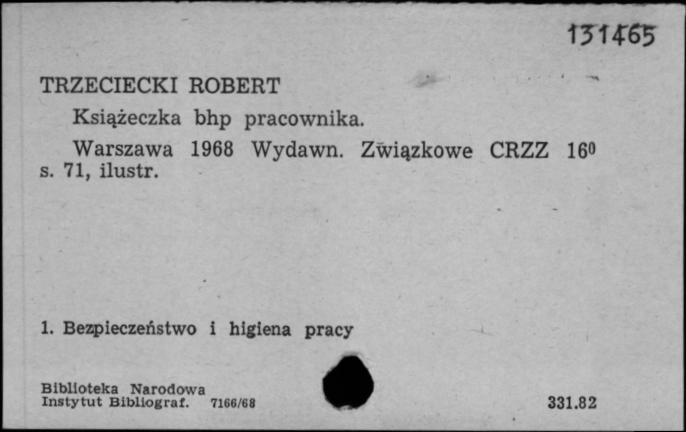 131465
TRZECIECKI ROBERT
Książeczka bhp pracownika.
Warszawa 1968 Wydawn. Związkowe CRZZ 16⁰
s. 71, ilustr.
1. Bezpieczeństwo i higiena pracy
Biblioteka Narodowa
Instytut Bibliograf. 7166/68 331.82